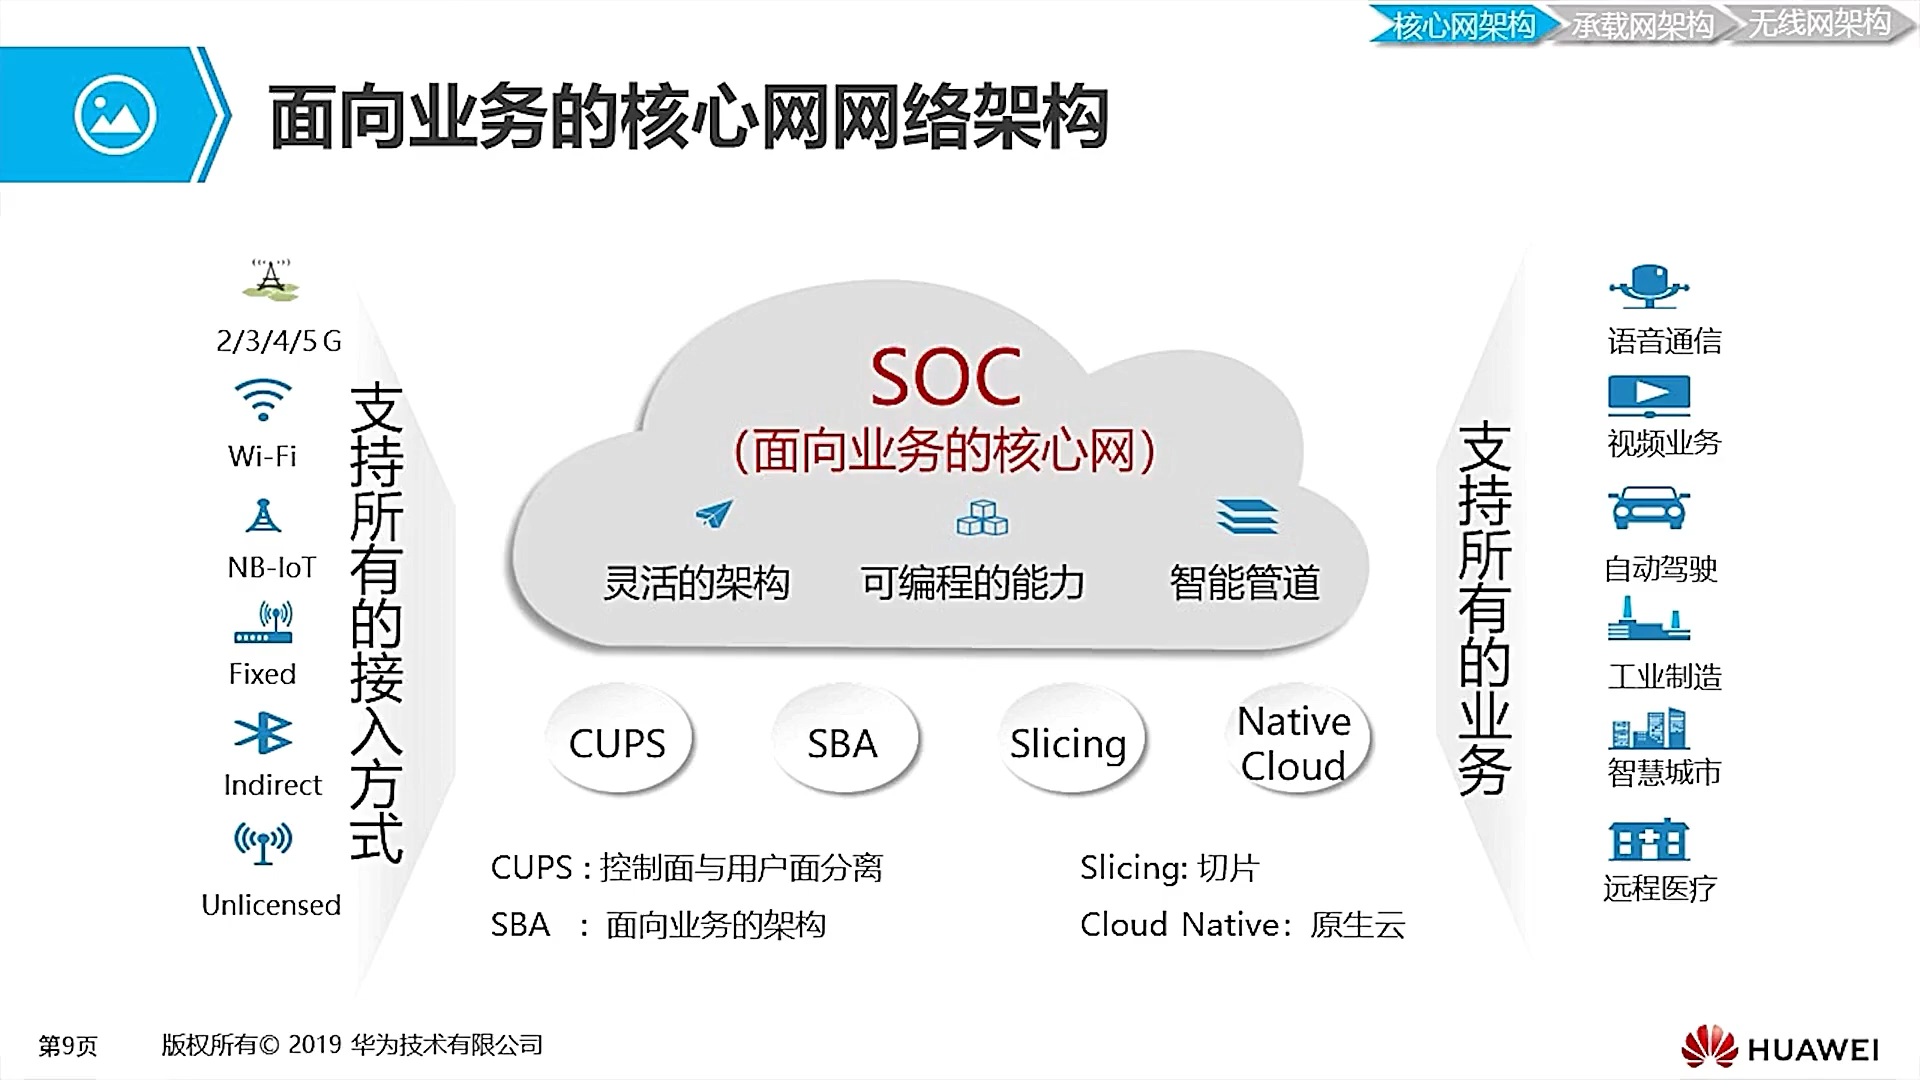 核心网架构
承载网架构
无线网架构
面向业务的核心网网络架构
2/3/4/5G
Wi-Fi
NB-IoT
Fixed
Indirect
Unlicensed
支持所有的接入方式
SOC
(面向业务的核心网)
灵活的架构
可编程的能力
智能管道
CUPS
SBA
Slicing
Native
Cloud
CUPS : 控制面与用户面分离
SBA : 面向业务的架构
Slicing: 切片
Cloud Native: 原生云
支持所有的业务
语音通信
视频业务
自动驾驶
工业制造
智慧城市
远程医疗
第9页
版权所有© 2019 华为技术有限公司
HUAWEI